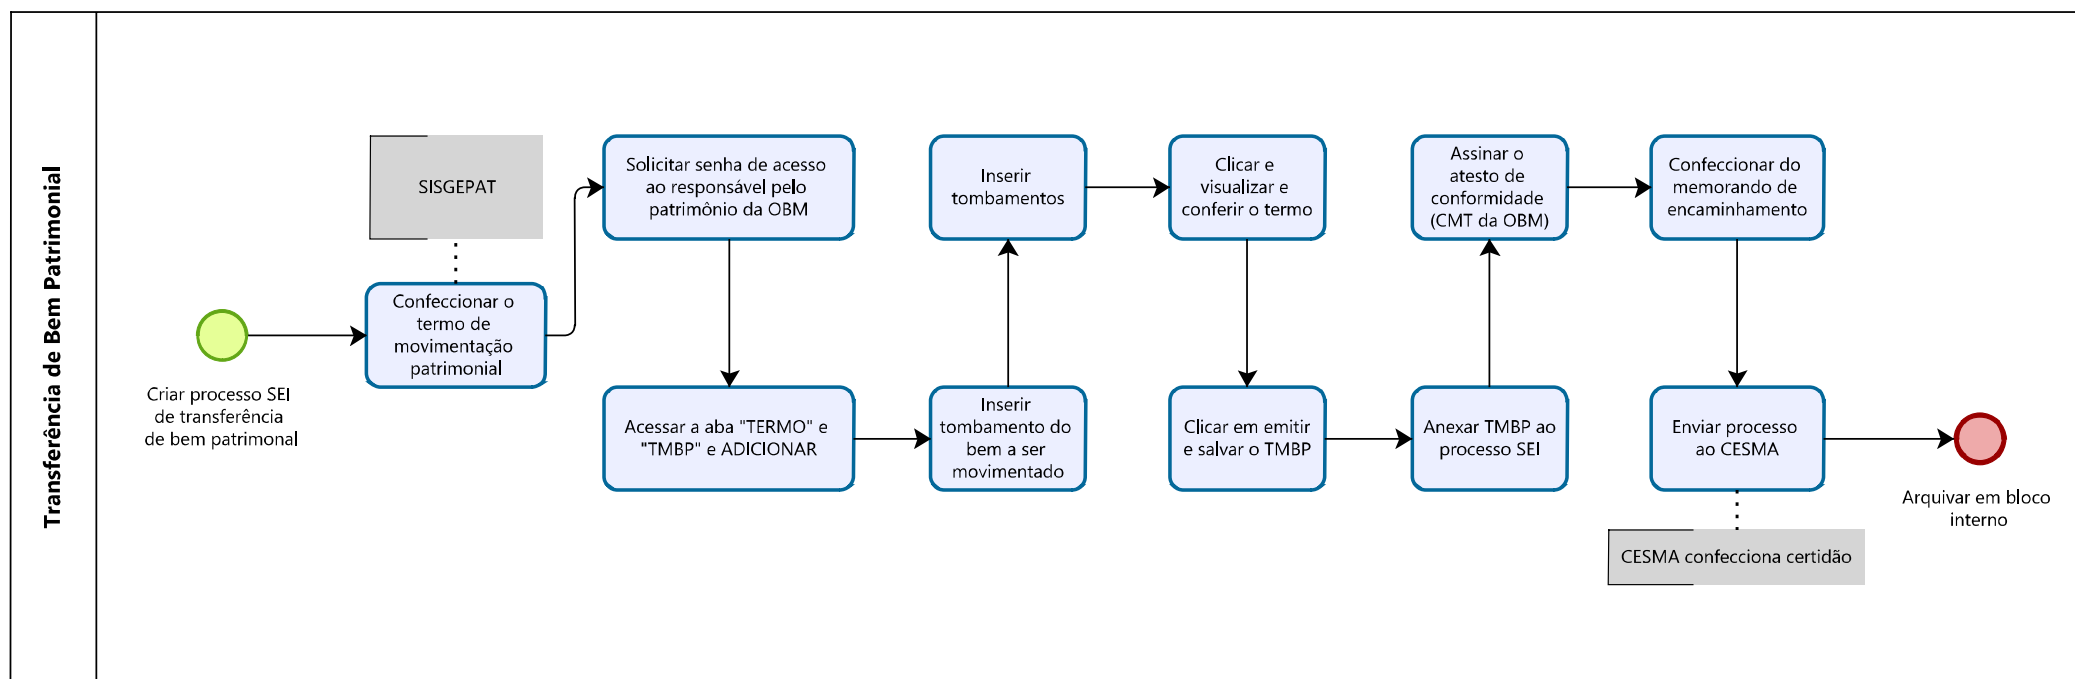 Transferência de Bem Patrimonial
Criar processo SEI
de transferência
de bem patrimonal
SISGEPAT
Confeccionar o
termo de
movimentação
patrimonial
Solicitar senha de acesso
ao responsável pelo
patrimônio da OBM
Acessar a aba "TERMO" e
"TMBP" e ADICIONAR
Inserir
tombamento do
bem a ser
movimentado
Inserir
tombamentos
Clicar e
visualizar e
conferir o termo
Clicar em emitir
e salvar o TMBP
Anexar TMBP ao
processo SEI
Assinar o
atesto de
conformidade
(CMT da OBM)
Confeccionar do
memorando de
encaminhamento
Enviar processo
ao CESMA
CESMA confecciona certidão
Arquivar em bloco
interno